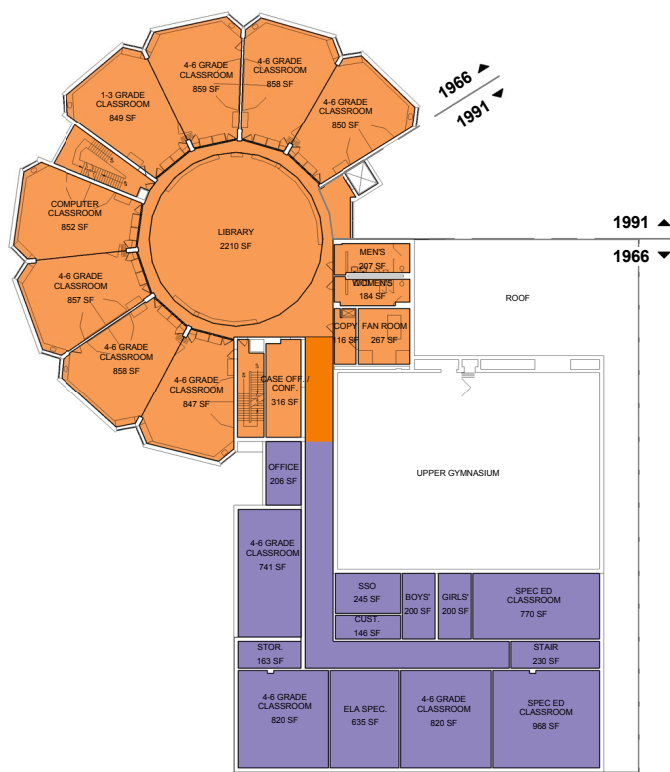 4-6 GRADE
CLASSROOM
858 SF
4-6 GRADE
CLASSROOM
859 SF
1-3 GRADE
CLASSROOM
849 SF
4-6 GRADE
CLASSROOM
850 SF
1966
1991
COMPUTER
CLASSROOM
852 SF
LIBRARY
2210 SF
1991
1966
MEN'S
207 SF
WOMEN'S
184 SF
4-6 GRADE
CLASSROOM
857 SF
ROOF
COPY
116 SF
FAN ROOM
267 SF
4-6 GRADE
CLASSROOM
858 SF
4-6 GRADE
CLASSROOM
847 SF
CASE OFF. /
CONF.
316 SF
OFFICE
206 SF
UPPER GYMNASIUM
4-6 GRADE
CLASSROOM
741 SF
SSO
245 SF
BOYS'
200 SF
GIRLS'
200 SF
SPEC ED
CLASSROOM
770 SF
CUST.
146 SF
STOR.
163 SF
STAIR
230 SF
4-6 GRADE
CLASSROOM
820 SF
ELA SPEC.
635 SF
4-6 GRADE
CLASSROOM
820 SF
SPEC ED
CLASSROOM
968 SF